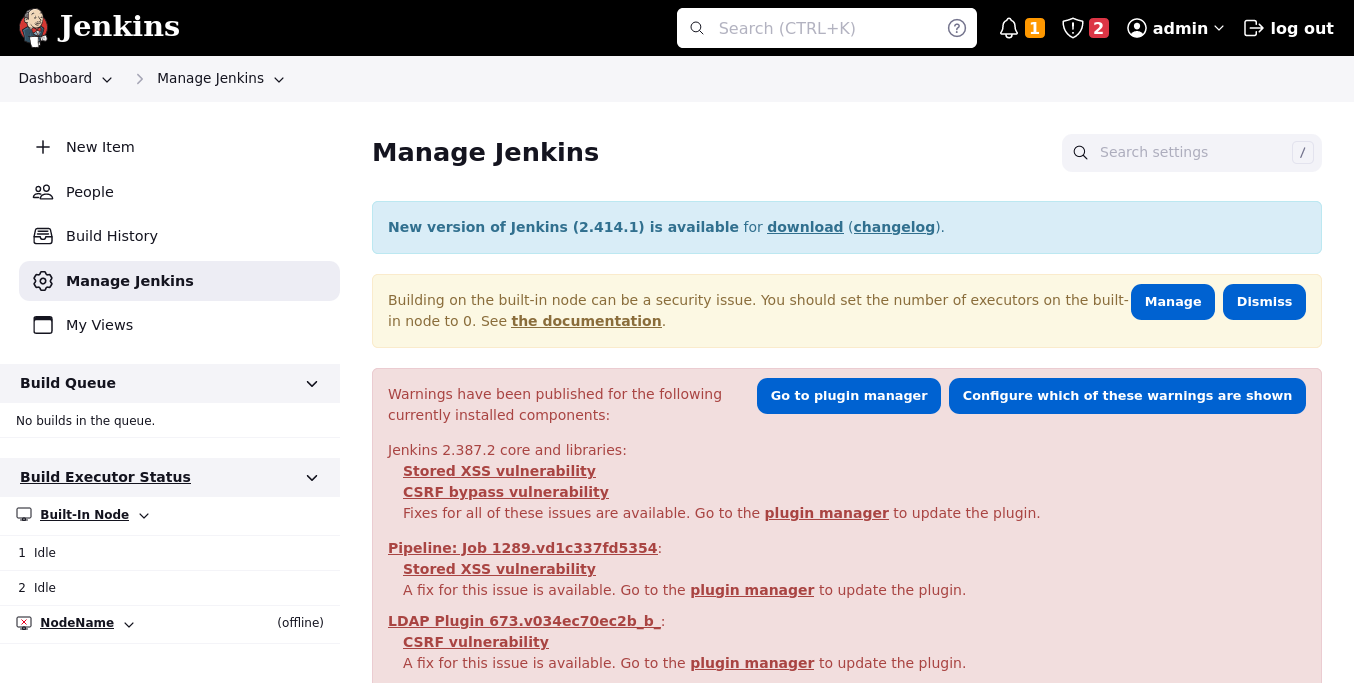 Jenkins
Search (CTRL+K)
1
2
admin
log out
Dashboard
Manage Jenkins
New Item
People
Build History
Manage Jenkins
My Views
Build Queue
No builds in the queue.
Build Executor Status
Built-In Node
1 Idle
2 Idle
NodeName (offline)
Manage Jenkins
Search settings /
New version of Jenkins (2.414.1) is available for download (changelog).
Building on the built-in node can be a security issue. You should set the number of executors on the built-
in node to 0. See the documentation.
Manage
Dismiss
Warnings have been published for the following
currently installed components:
Go to plugin manager
Configure which of these warnings are shown
Jenkins 2.387.2 core and libraries:
Stored XSS vulnerability
CSRF bypass vulnerability
Fixes for all of these issues are available. Go to the plugin manager to update the plugin.
Pipeline: Job 1289.vd1c337fd5354:
Stored XSS vulnerability
A fix for this issue is available. Go to the plugin manager to update the plugin.
LDAP Plugin 673.v034ec70ec2b_b_:
CSRF vulnerability
A fix for this issue is available. Go to the plugin manager to update the plugin.